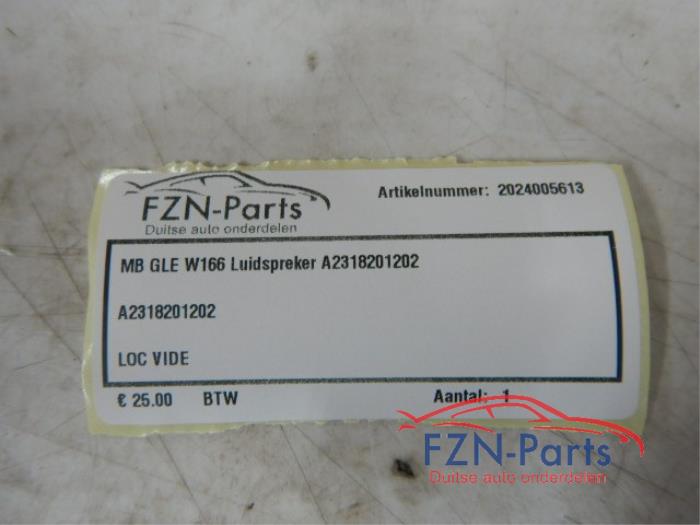 FZN-Parts
Duitse auto onderdelen
Artikelnummer: 2024005613
MB GLE W166 Luidspreker A2318201202
A2318201202
LOC VIDE
€ 25.00 BTW Aantal: 1
FZN-Parts
Duitse auto onderdelen